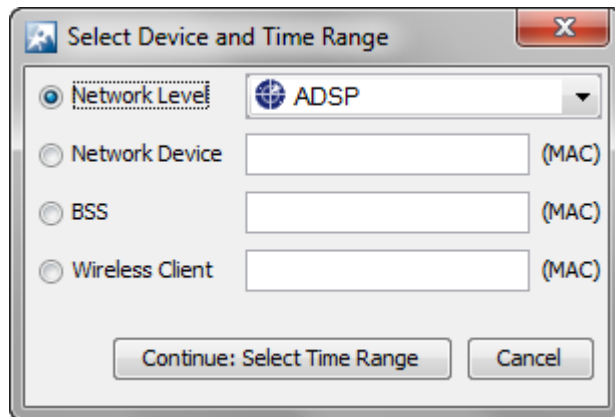 Select Device and Time Range
Network Level ADSP
Network Device (MAC)
BSS (MAC)
Wireless Client (MAC)
Continue: Select Time Range Cancel